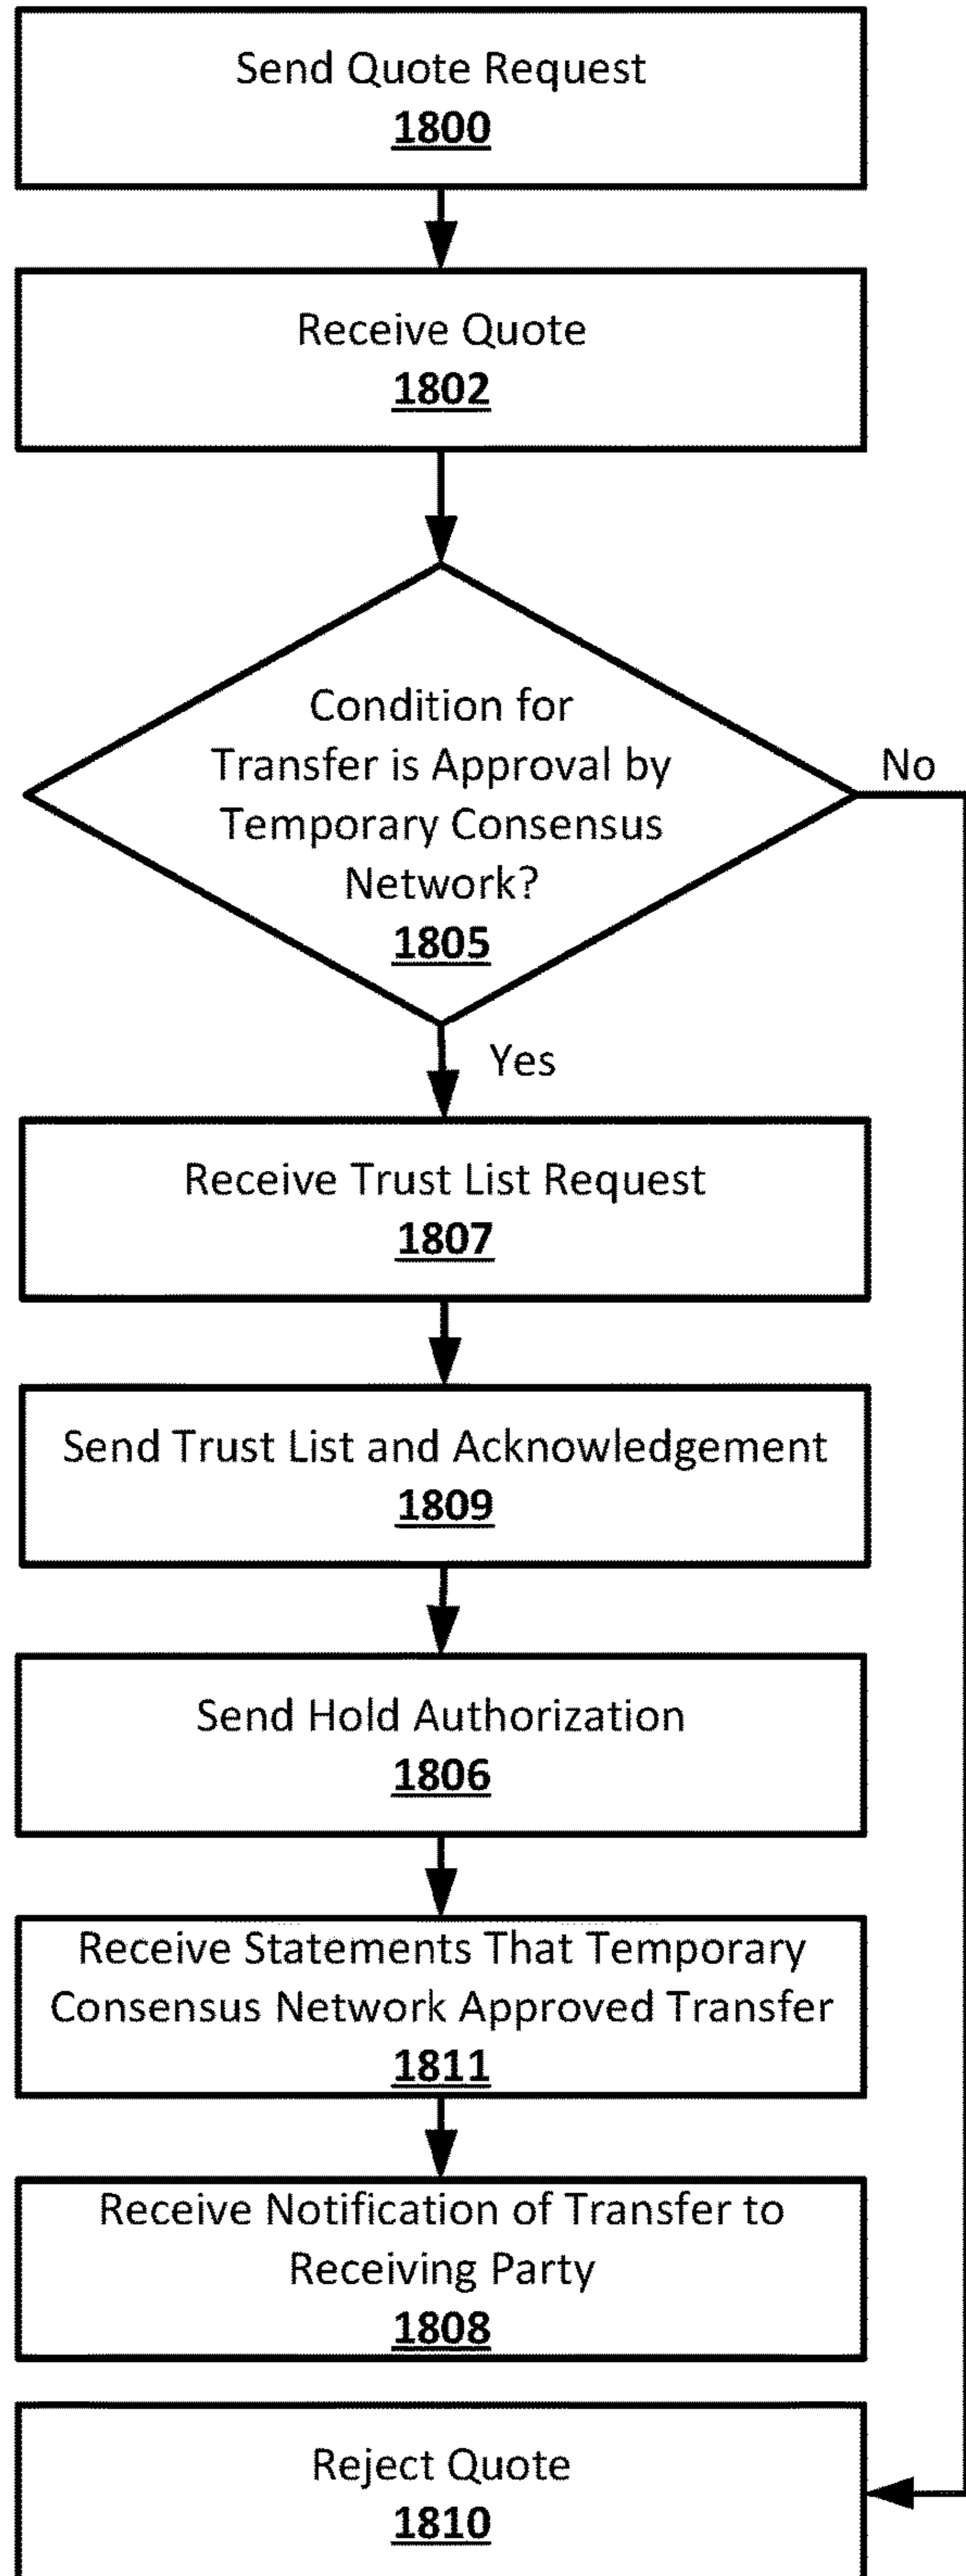 Send Quote Request
1800
Receive Quote
1802
Condition for
Transfer is Approval by
Temporary Consensus
Network?
1805
No
Yes
Receive Trust List Request
1807
Send Trust List and Acknowledgement
1809
Send Hold Authorization
1806
Receive Statements That Temporary
Consensus Network Approved Transfer
1811
Receive Notification of Transfer to
Receiving Party
1808
Reject Quote
1810